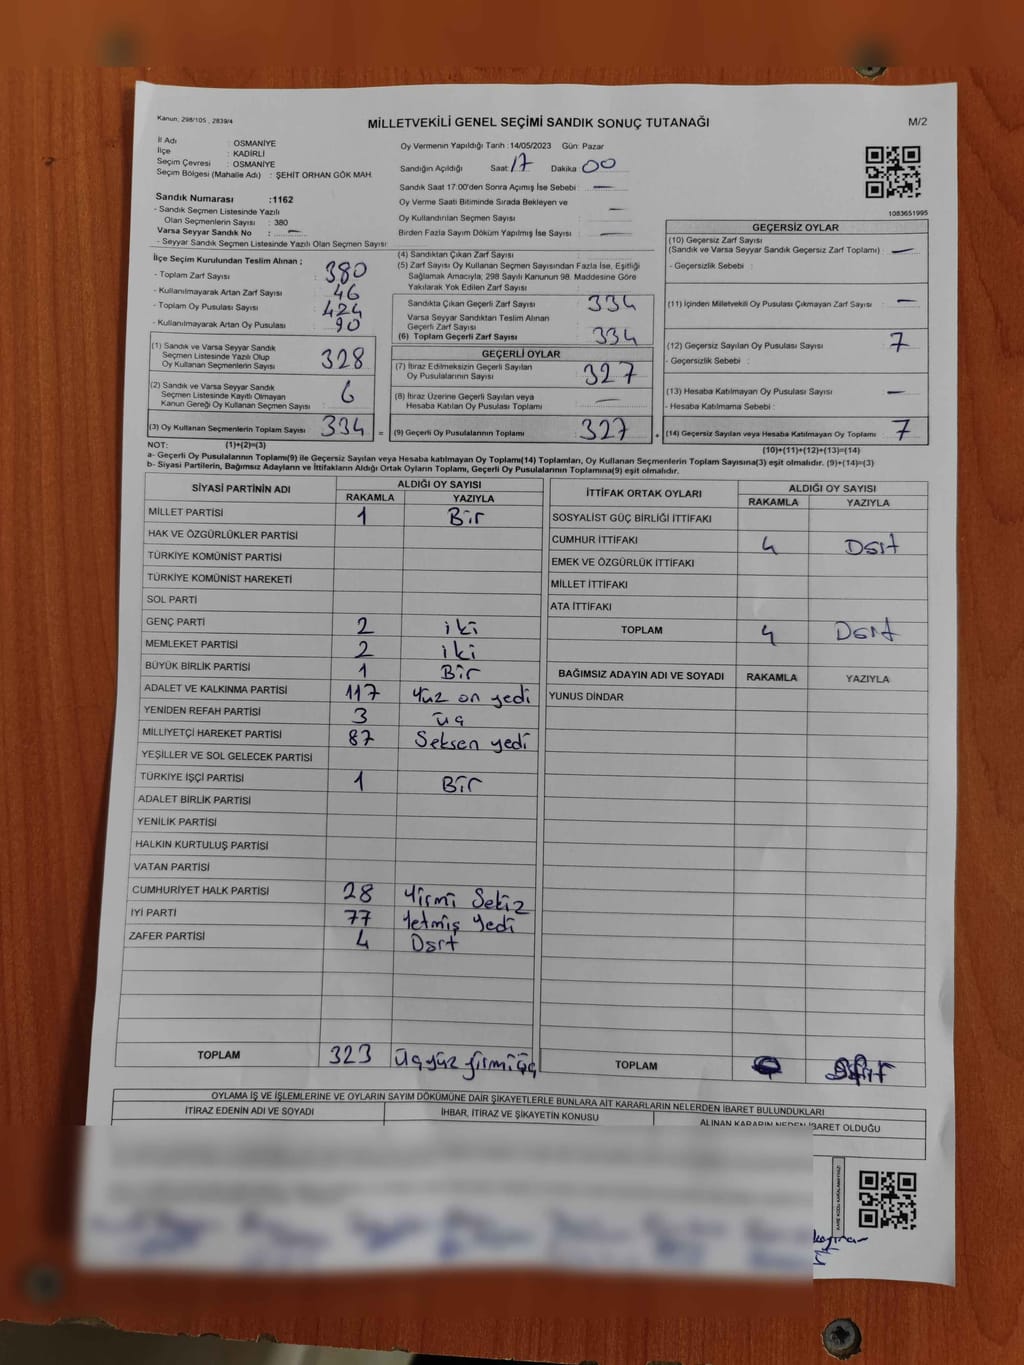 Kanun; 298/105 , 2839/4
MİLLETVEKİLİ GENEL SEÇİMİ SANDIK SONUÇ TUTANAĞI
M/2
İl Adı : OSMANİYE
İlçe : KADİRLİ
Seçim Çevresi : OSMANİYE
Seçim Bölgesi (Mahalle Adı) : ŞEHİT ORHAN GÖK MAH.
Sandık Numarası :1162
- Sandık Seçmen Listesinde Yazılı
Olan Seçmenlerin Sayısı : 380
Varsa Seyyar Sandık No : —
- Seyyar Sandık Seçmen Listesinde Yazılı Olan Seçmen Sayısı:
Oy Vermenin Yapıldığı Tarih :14/05/2023 Gün: Pazar
Sandığın Açıldığı Saat: 17 Dakika 00
Sandık Saat 17:00'den Sonra Açımış İse Sebebi : —
Oy Verme Saati Bitiminde Sırada Bekleyen ve
Oy Kullandırılan Seçmen Sayısı : —
Birden Fazla Sayım Döküm Yapılmış İse Sayısı : —
1083651995
İlçe Seçim Kurulundan Teslim Alınan ;
- Toplam Zarf Sayısı : 380
- Kullanılmayarak Artan Zarf Sayısı : 46
- Toplam Oy Pusulası Sayısı : 424
- Kullanılmayarak Artan Oy Pusulası : 90
(1) Sandık ve Varsa Seyyar Sandık
Seçmen Listesinde Yazılı Olup
Oy Kullanan Seçmenlerin Sayısı : 328
(2) Sandık ve Varsa Seyyar Sandık
Seçmen Listesinde Kayıtlı Olmayan
Kanun Gereği Oy Kullanan Seçmen Sayısı : 6
(3) Oy Kullanan Seçmenlerin Toplam Sayısı : 334 =
(4) Sandıktan Çıkan Zarf Sayısı :
(5) Zarf Sayısı Oy Kullanan Seçmen Sayısından Fazla İse, Eşitliği
Sağlamak Amacıyla, 298 Sayılı Kanunun 98. Maddesine Göre
Yakılarak Yok Edilen Zarf Sayısı :
Sandıkta Çıkan Geçerli Zarf Sayısı : 334
Varsa Seyyar Sandıktan Teslim Alınan
Geçerli Zarf Sayısı :
(6) Toplam Geçerli Zarf Sayısı : 334
GEÇERLİ OYLAR
(7) İtiraz Edilmeksizin Geçerli Sayılan
Oy Pusulalarının Sayısı : 327
(8) İtiraz Üzerine Geçerli Sayılan veya
Hesaba Katılan Oy Pusulası Toplamı : —
(9) Geçerli Oy Pusulalarının Toplamı : 327
GEÇERSİZ OYLAR
(10) Geçersiz Zarf Sayısı
(Sandık ve Varsa Seyyar Sandık Geçersiz Zarf Toplamı) : —
- Geçersizlik Sebebi :
(11) İçinden Milletvekili Oy Pusulası Çıkmayan Zarf Sayısı : —
(12) Geçersiz Sayılan Oy Pusulası Sayısı : 7
- Geçersizlik Sebebi :
(13) Hesaba Katılmayan Oy Pusulası Sayısı : —
- Hesaba Katılmama Sebebi :
(14) Geçersiz Sayılan veya Hesaba Katılmayan Oy Toplamı : 7
NOT: (1)+(2)=(3)
(10)+(11)+(12)+(13)=(14)
a- Geçerli Oy Pusulasının Toplamı(9) ile Geçersiz Sayılan veya Hesaba katılmayan Oy Toplamı(14) Toplamları, Oy Kullanan Seçmenlerin Toplam Sayısına(3) eşit olmalıdır. (9)+(14)=(3)
b- Siyasi Partilerin, Bağımsız Adayların ve İttifakların Aldığı Ortak Oyların Toplamı, Geçerli Oy Pusulalarının Toplamına(9) eşit olmalıdır.
SİYASİ PARTİNİN ADI ALDIĞI OY SAYISI
RAKAMLA YAZIYLA
MİLLET PARTİSİ 1 Bir
HAK VE ÖZGÜRLÜKLER PARTİSİ
TÜRKİYE KOMÜNİST PARTİSİ
TÜRKİYE KOMÜNİST HAREKETİ
SOL PARTİ
GENÇ PARTİ 2 iki
MEMLEKET PARTİSİ 2 iki
BÜYÜK BİRLİK PARTİSİ 1 Bir
ADALET VE KALKINMA PARTİSİ 117 Yüz on yedi
YENİDEN REFAH PARTİSİ 3 üç
MİLLİYETÇİ HAREKET PARTİSİ 87 Seksen yedi
YEŞİLLER VE SOL GELECEK PARTİSİ
TÜRKİYE İŞÇİ PARTİSİ 1 Bir
ADALET BİRLİK PARTİSİ
YENİLİK PARTİSİ
HALKIN KURTULUŞ PARTİSİ
VATAN PARTİSİ
CUMHURİYET HALK PARTİSİ 28 Yirmi Sekiz
İYİ PARTİ 77 Yetmiş Yedi
ZAFER PARTİSİ 4 Dört
TOPLAM 323 üçyüz yirmi üç
İTTİFAK ORTAK OYLARI ALDIĞI OY SAYISI
RAKAMLA YAZIYLA
SOSYALİST GÜÇ BİRLİĞİ İTTİFAKI
CUMHUR İTTİFAKI 4 Dört
EMEK VE ÖZGÜRLÜK İTTİFAKI
MİLLET İTTİFAKI
ATA İTTİFAKI
TOPLAM 4 Dört
BAĞIMSIZ ADAYIN ADI VE SOYADI RAKAMLA YAZIYLA
YUNUS DİNDAR
TOPLAM
OYLAMA İŞ VE İŞLEMLERİNE VE OYLARIN SAYIM DÖKÜMÜNE DAİR ŞİKAYETLERLE BUNLARA AİT KARARLARIN NELERDEN İBARET BULUNDUKLARI
İTİRAZ EDENİN ADI VE SOYADI
İHBAR, İTİRAZ VE ŞİKAYETİN KONUSU
ALINAN KARARIN NEDEN İBARET OLDUĞU